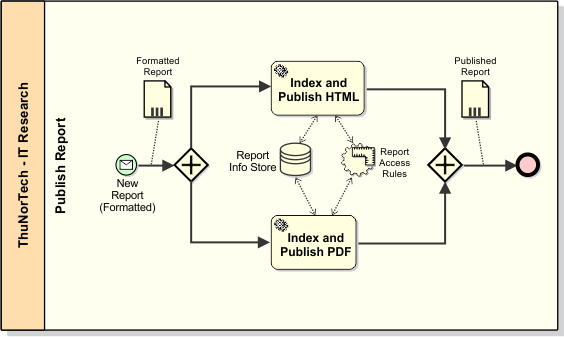 ThuNorTech - IT Research
Publish Report
Formatted
Report
New
Report
(Formatted)
Index and
Publish HTML
Report
Info Store
Report
Access
Rules
Index and
Publish PDF
Published
Report